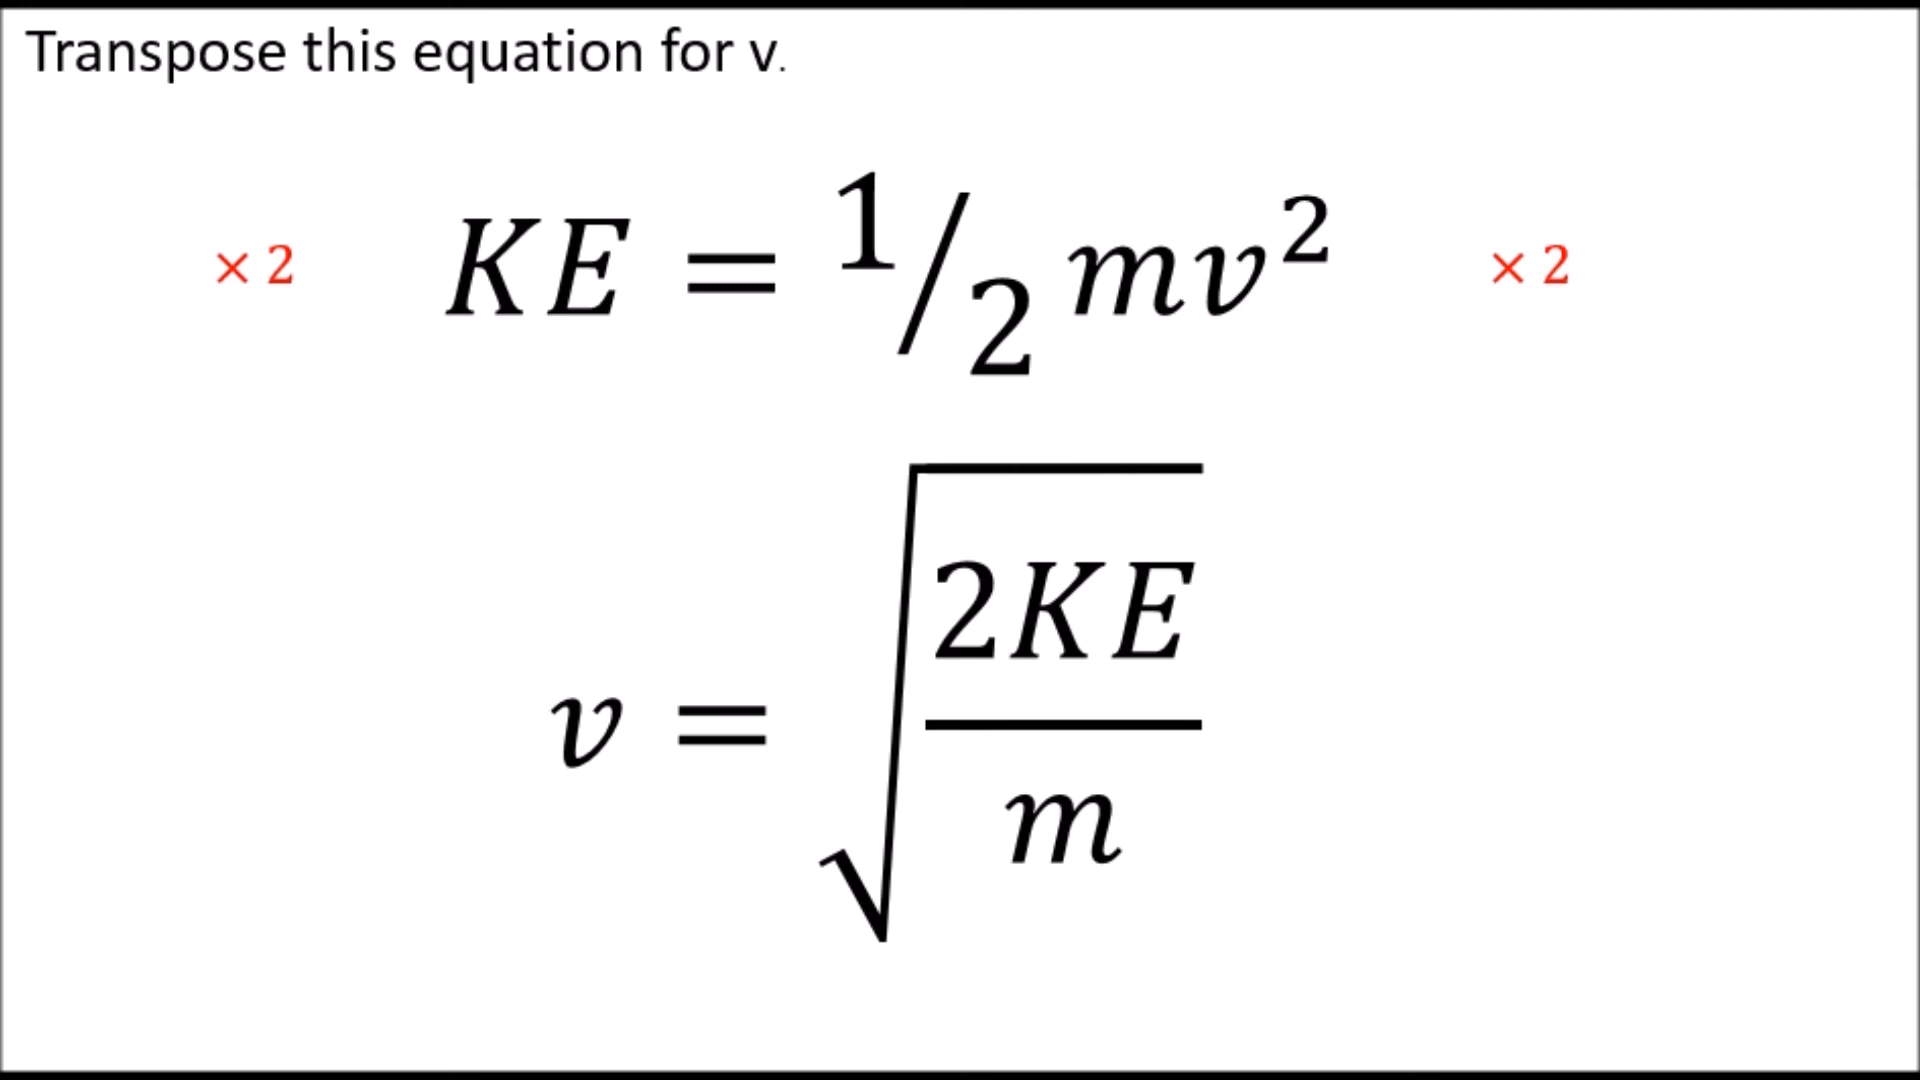 Transpose this equation for v.
× 2 KE = 1/2 mv² × 2
v = √(2KE/m)